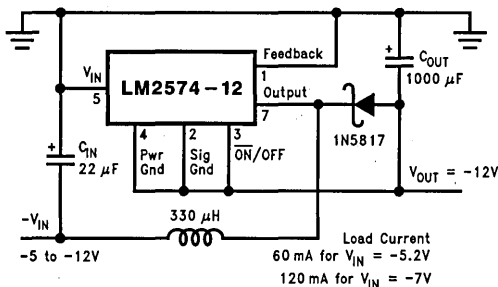 Feedback
1
+
C_OUT
1000 μF
V_IN
5
LM2574-12
Output
7
1N5817
4
Pwr
Gnd
2
Sig
Gnd
3
O̅N̅/OFF
+
C_IN
22 μF
V_OUT = -12V
330 μH
-V_IN
-5 to -12V
Load Current
60 mA for V_IN = -5.2V
120 mA for V_IN = -7V